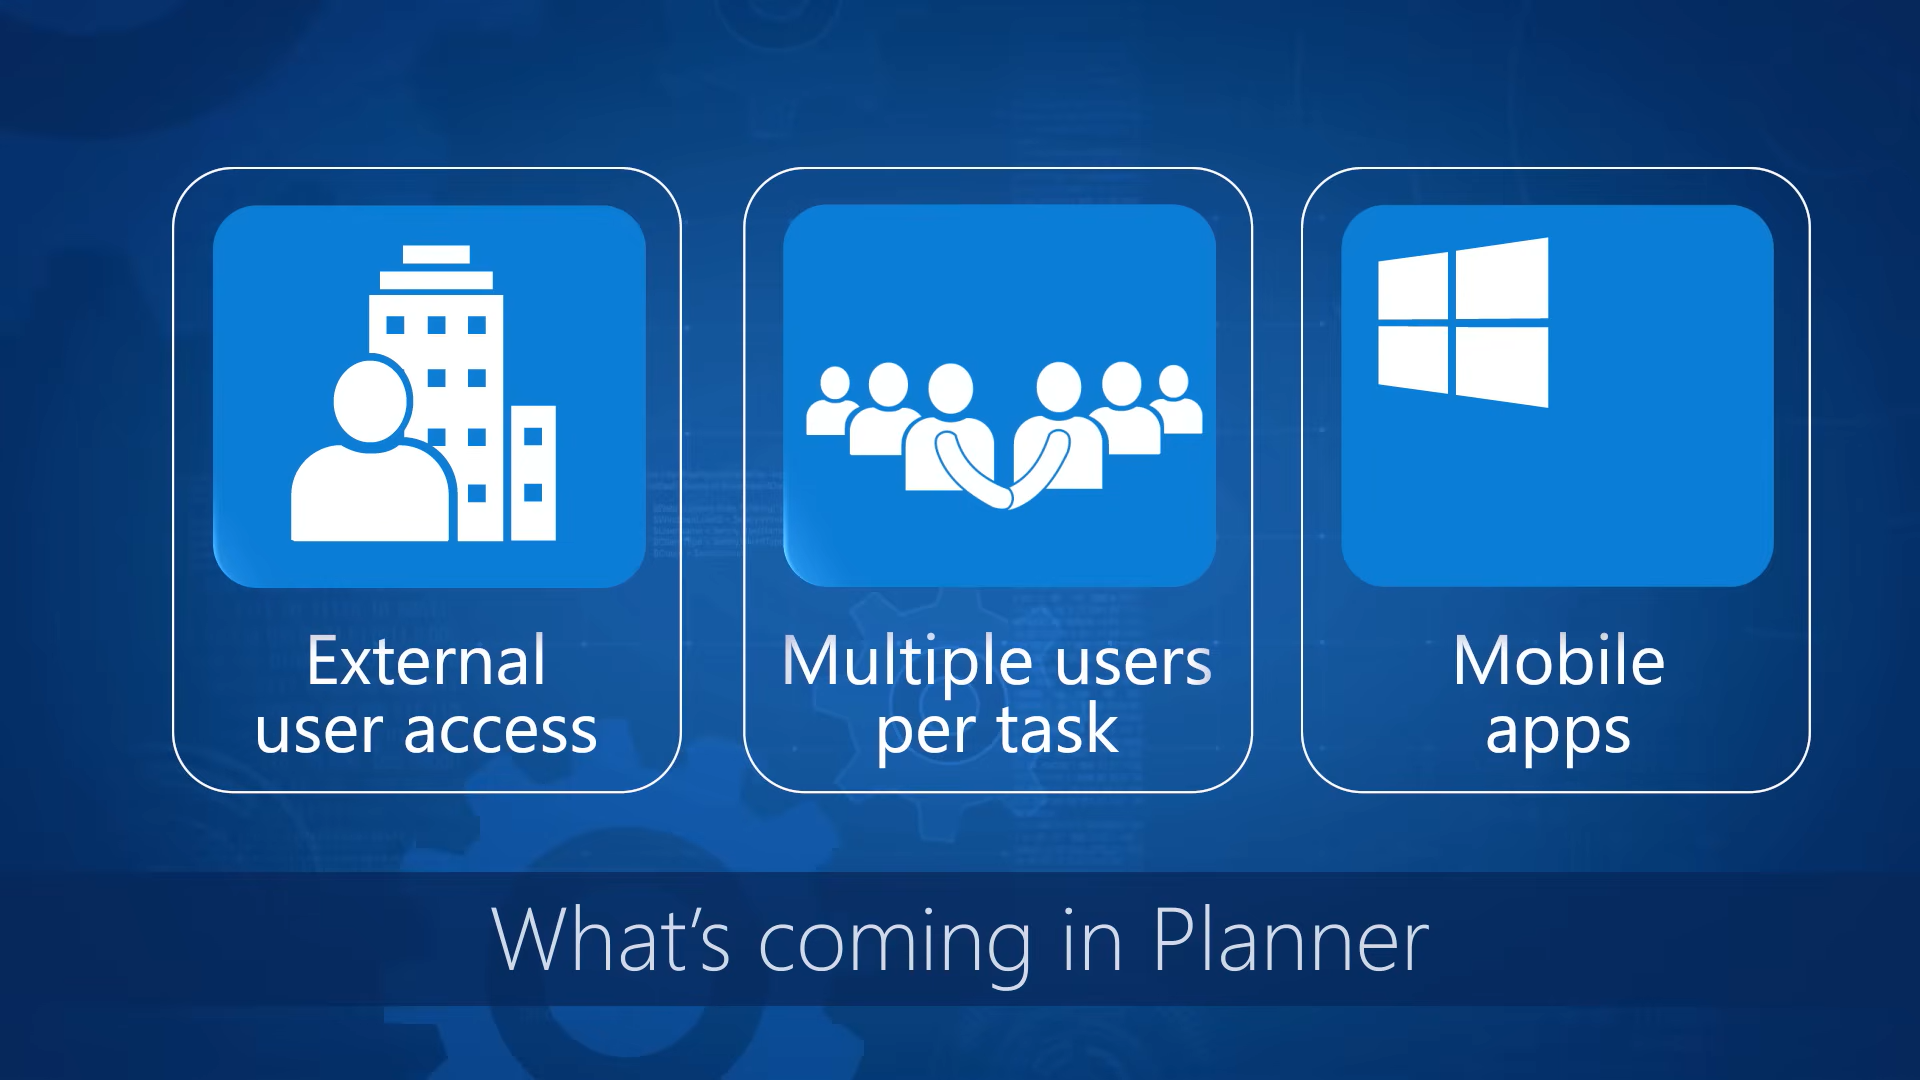 External
user access
Multiple users
per task
Mobile
apps
What's coming in Planner